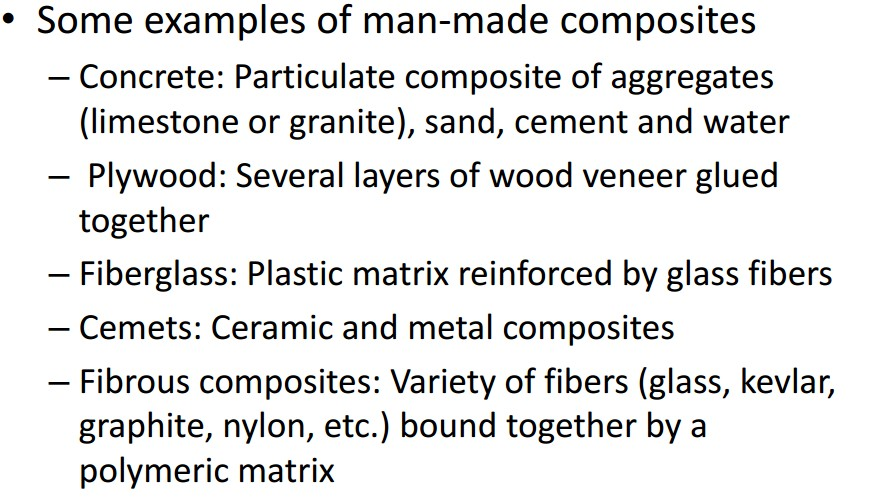 • Some examples of man-made composites
– Concrete: Particulate composite of aggregates
(limestone or granite), sand, cement and water
– Plywood: Several layers of wood veneer glued
together
– Fiberglass: Plastic matrix reinforced by glass fibers
– Cemets: Ceramic and metal composites
– Fibrous composites: Variety of fibers (glass, kevlar,
graphite, nylon, etc.) bound together by a
polymeric matrix